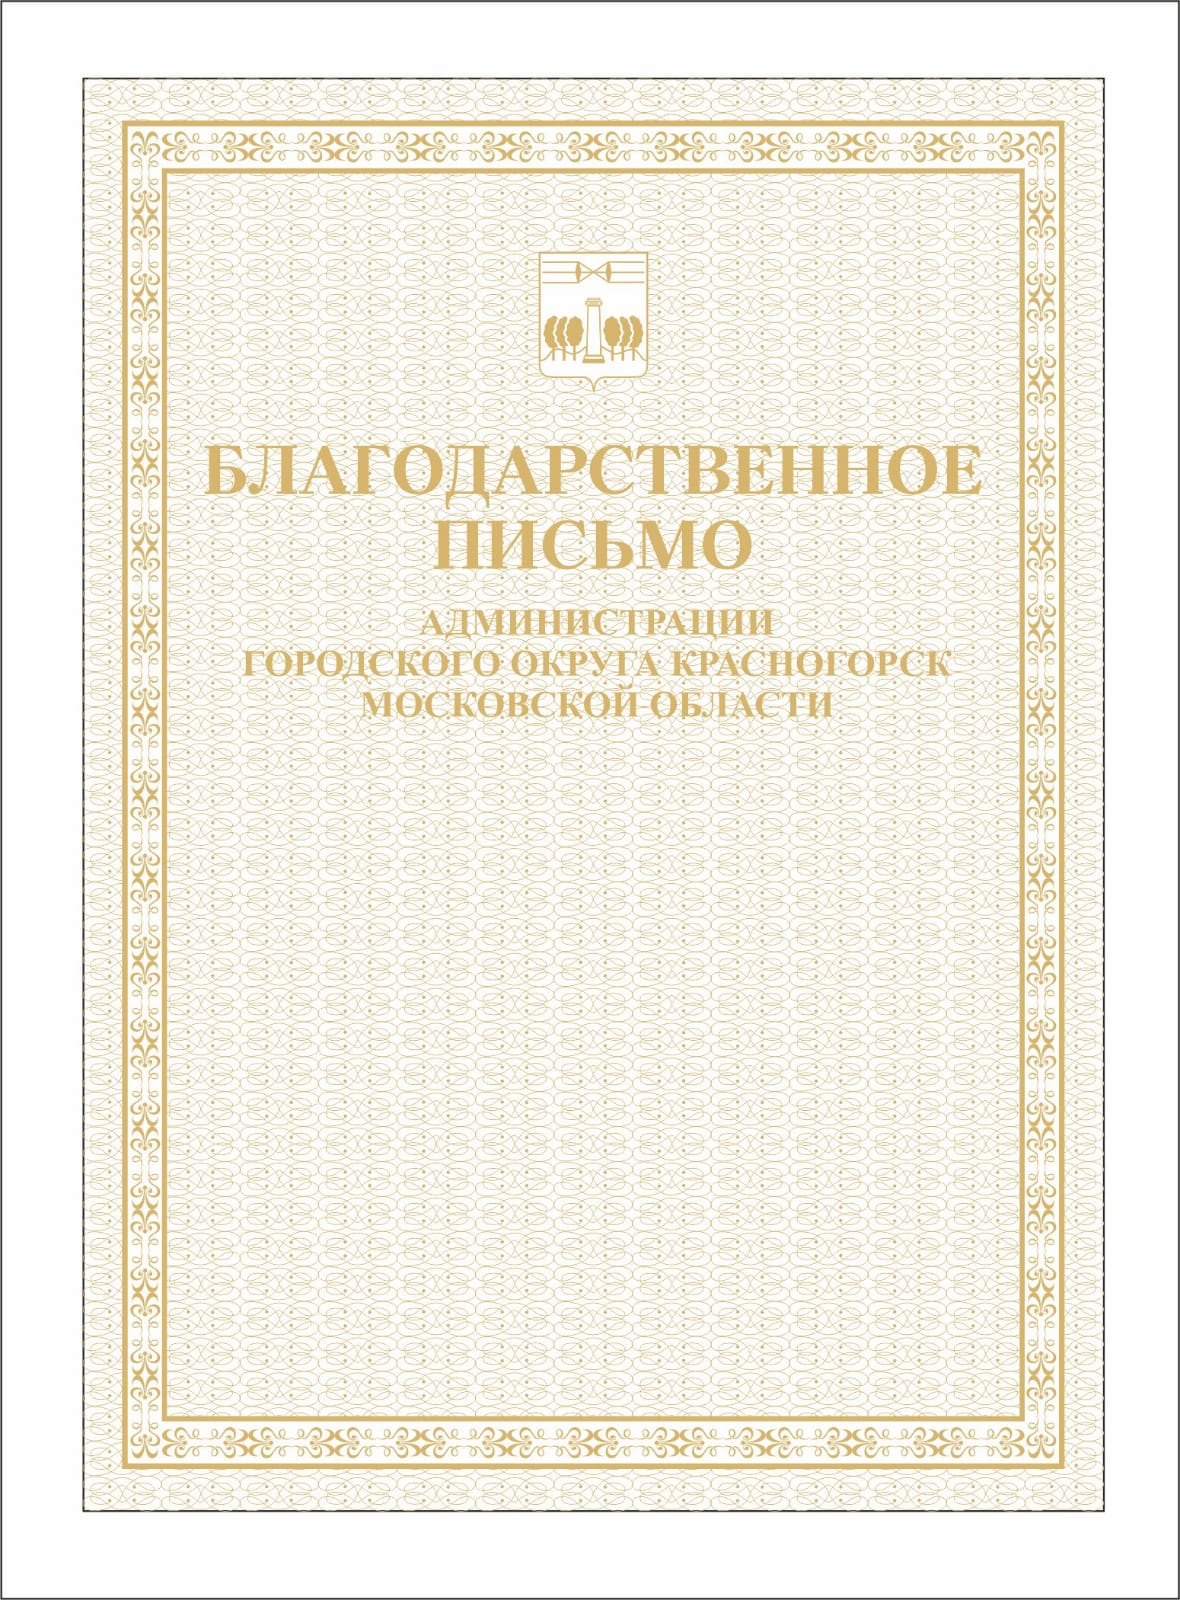 БЛАГОДАРСТВЕННОЕ
ПИСЬМО
АДМИНИСТРАЦИИ
ГОРОДСКОГО ОКРУГА КРАСНОГОРСК
МОСКОВСКОЙ ОБЛАСТИ